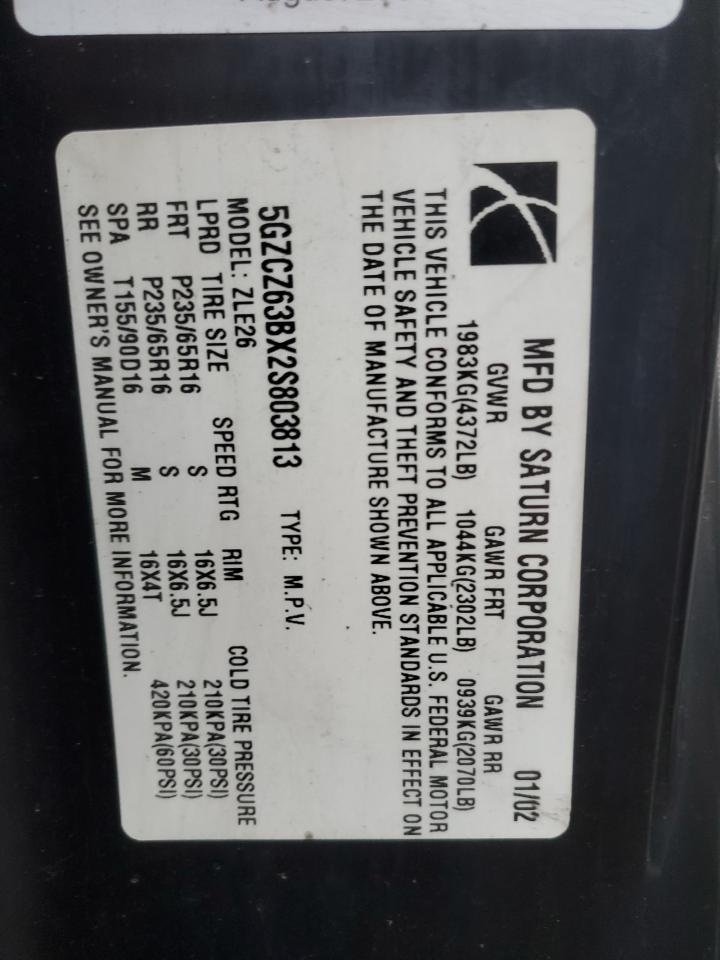 MFD BY SATURN CORPORATION 01/02
GVWR GAWR FRT GAWR RR
1983KG(4372LB) 1044KG(2302LB) 0939KG(2070LB)
THIS VEHICLE CONFORMS TO ALL APPLICABLE U.S. FEDERAL MOTOR
VEHICLE SAFETY AND THEFT PREVENTION STANDARDS IN EFFECT ON
THE DATE OF MANUFACTURE SHOWN ABOVE.
5GZCZ63BX2S803813 TYPE: M.P.V.
MODEL: ZLE26
LPRD TIRE SIZE SPEED RTG RIM COLD TIRE PRESSURE
FRT P235/65R16 S 16X6.5J 210KPA(30PSI)
RR P235/65R16 S 16X6.5J 210KPA(30PSI)
SPA T155/90D16 M 16X4T 420KPA(60PSI)
SEE OWNER'S MANUAL FOR MORE INFORMATION.